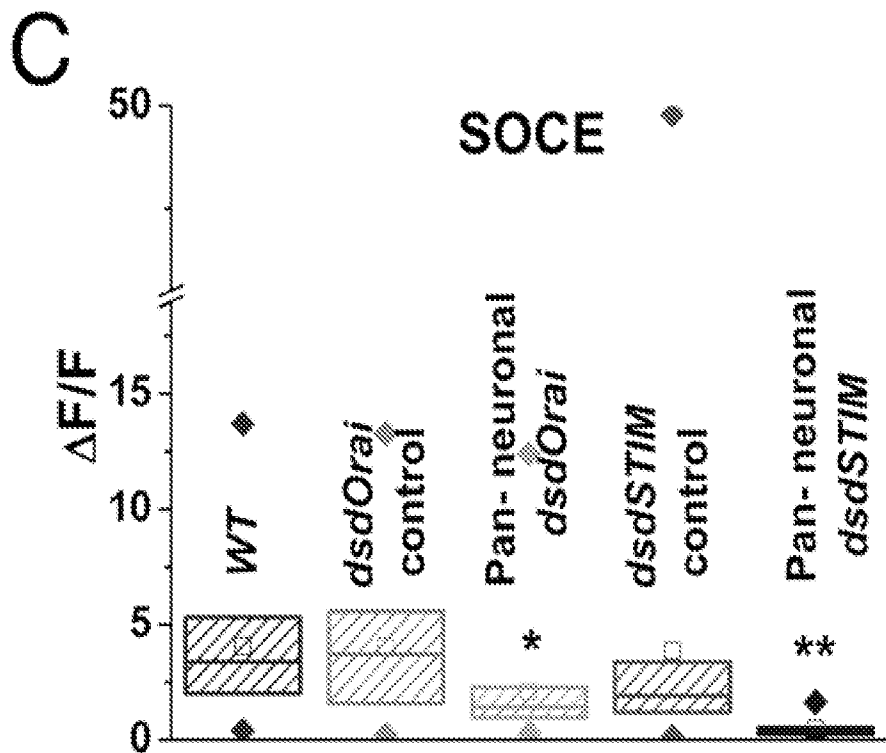 C
SOCE
ΔF/F
50
15
10
5
0
WT
dsdOrai
control
Pan- neuronal
dsdOrai
dsdSTIM
control
Pan- neuronal
dsdSTIM
*
**